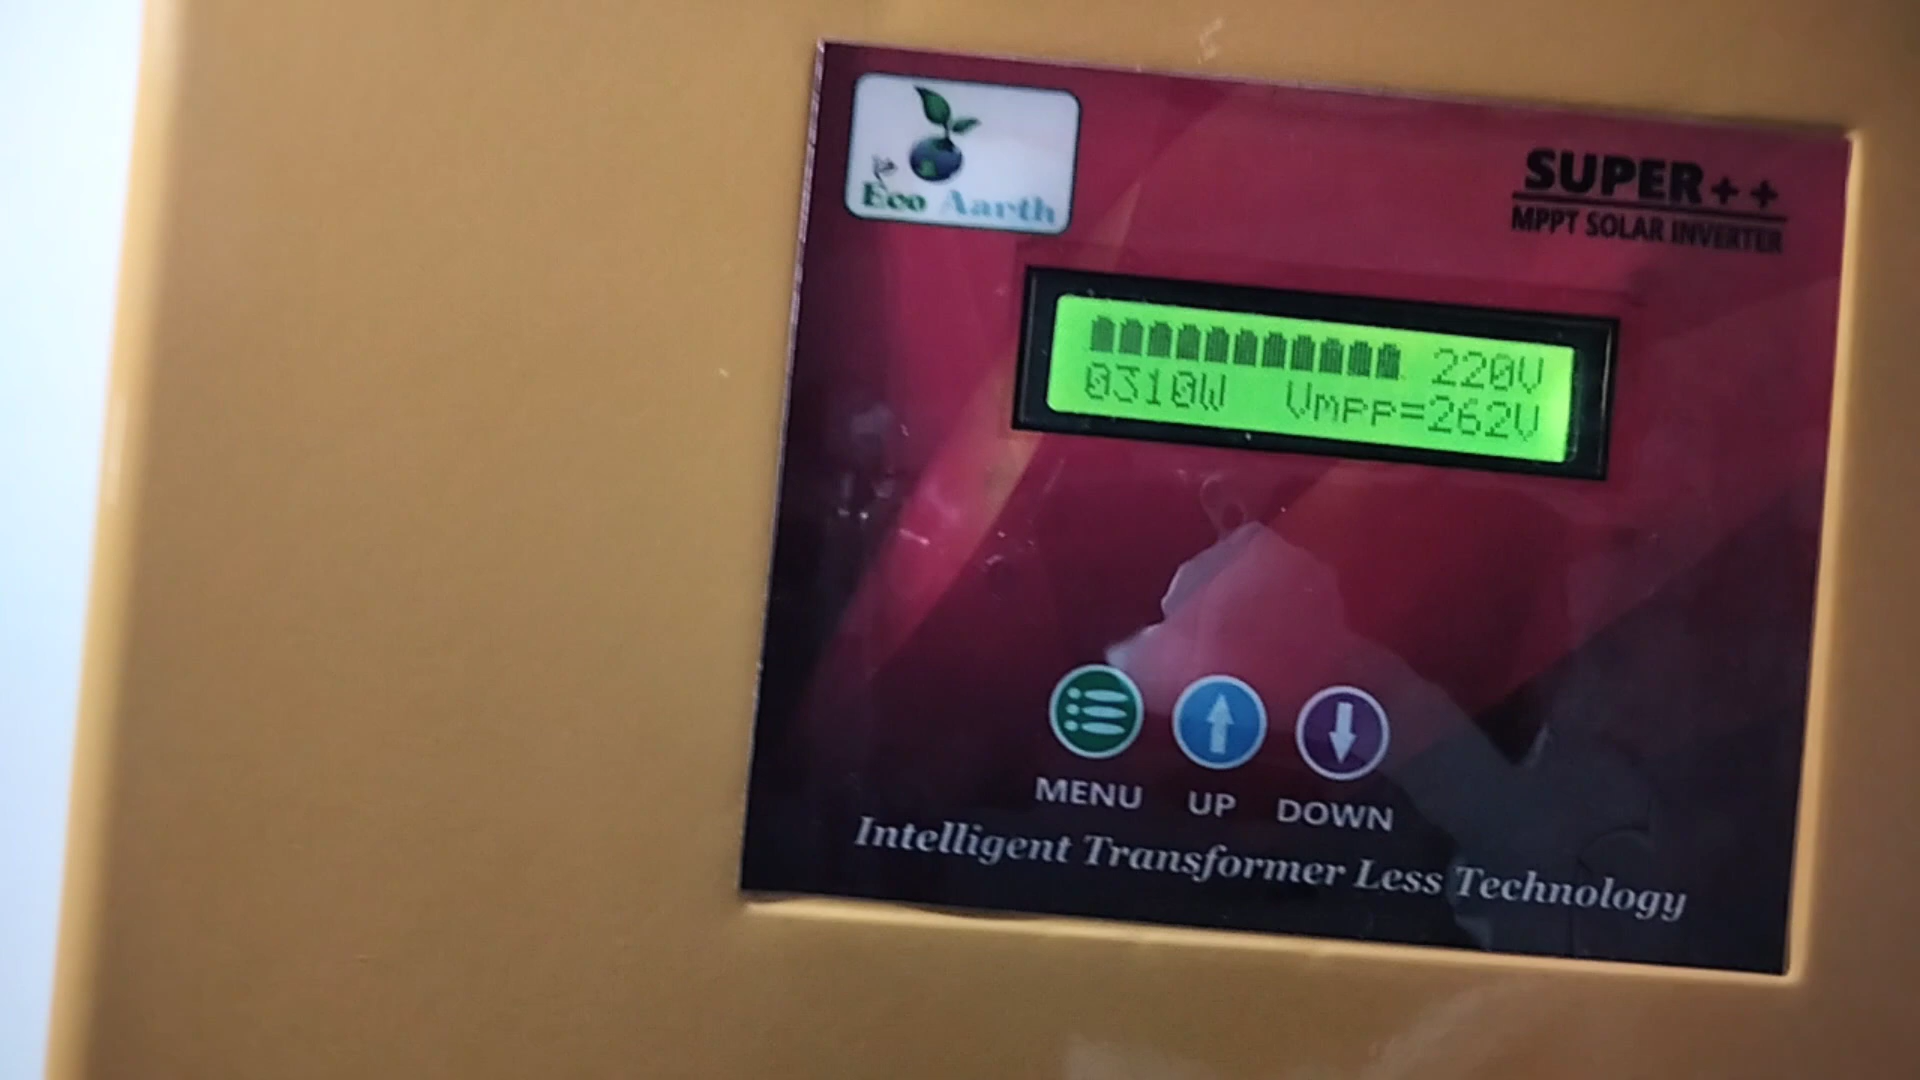 Eco Aarth
SUPER++
MPPT SOLAR INVERTER
220V
0310W Vmpp=262V
MENU UP DOWN
Intelligent Transformer Less Technology